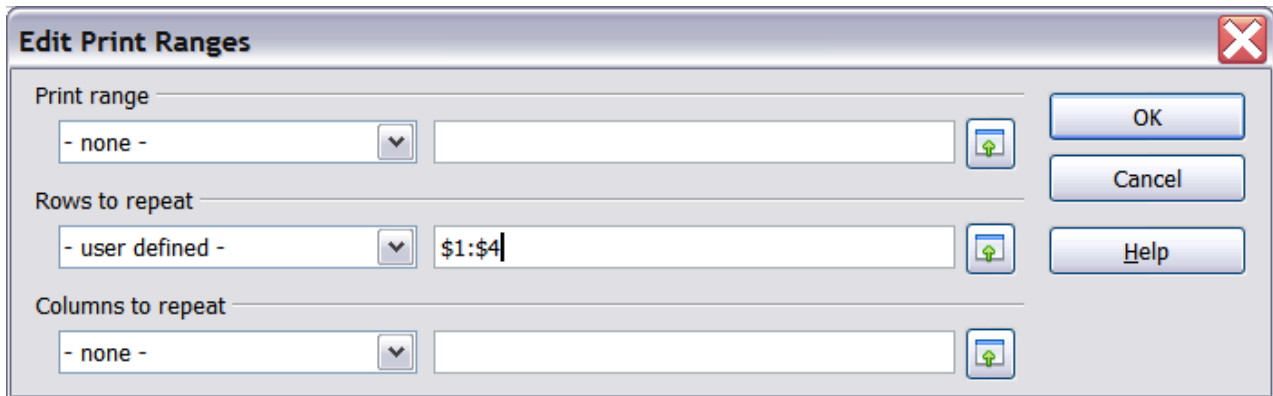 Edit Print Ranges
Print range
- none -
OK
Cancel
Rows to repeat
- user defined -
$1:$4
Help
Columns to repeat
- none -